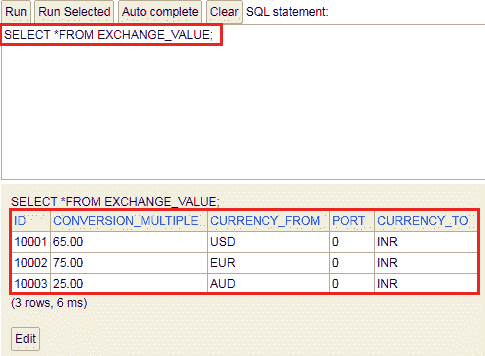 Run Run Selected Auto complete Clear SQL statement:
SELECT *FROM EXCHANGE_VALUE;
SELECT *FROM EXCHANGE_VALUE;
ID CONVERSION_MULTIPLE CURRENCY_FROM PORT CURRENCY_TO
10001 65.00 USD 0 INR
10002 75.00 EUR 0 INR
10003 25.00 AUD 0 INR
(3 rows, 6 ms)
Edit